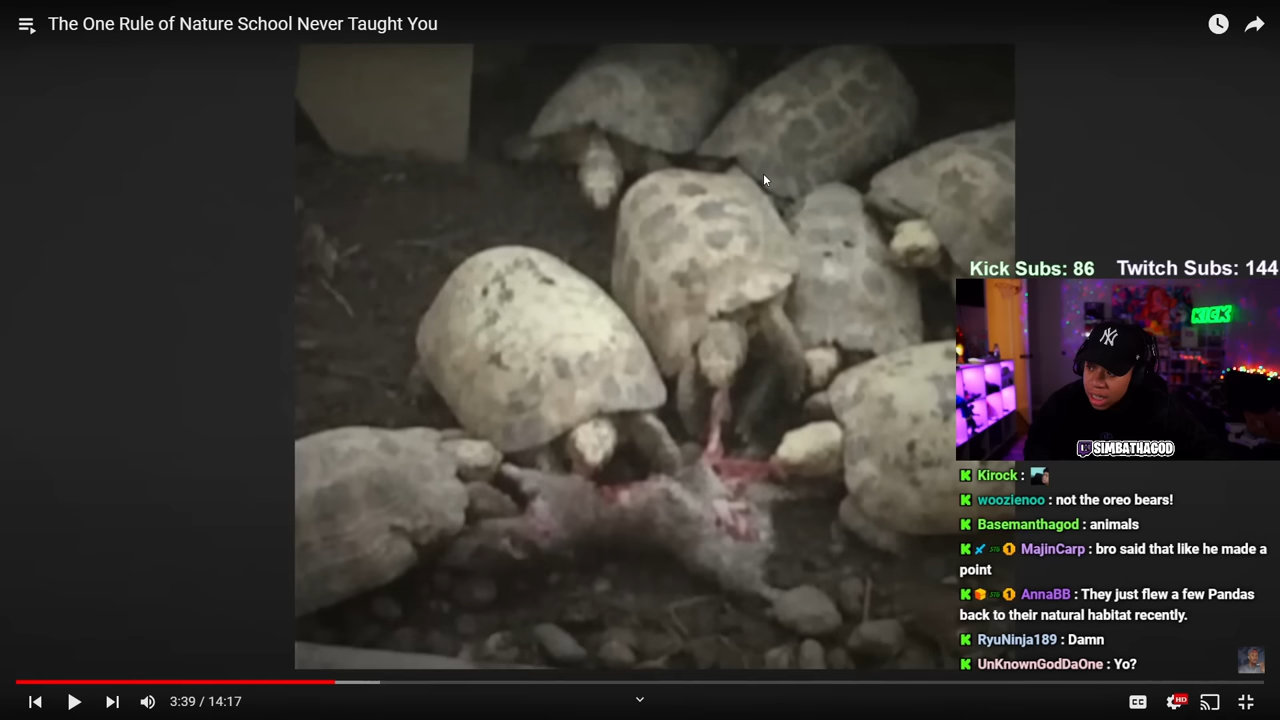 The One Rule of Nature School Never Taught You
Kick Subs: 86 Twitch Subs: 144
KICK
SIMBATHAGOD
Kirock :
woozienoo : not the oreo bears!
Basemanthagod : animals
MajinCarp : bro said that like he made a
point
AnnaBB : They just flew a few Pandas
back to their natural habitat recently.
RyuNinja189 : Damn
UnKnownGodDaOne : Yo?
3:39 / 14:17
CC
HD